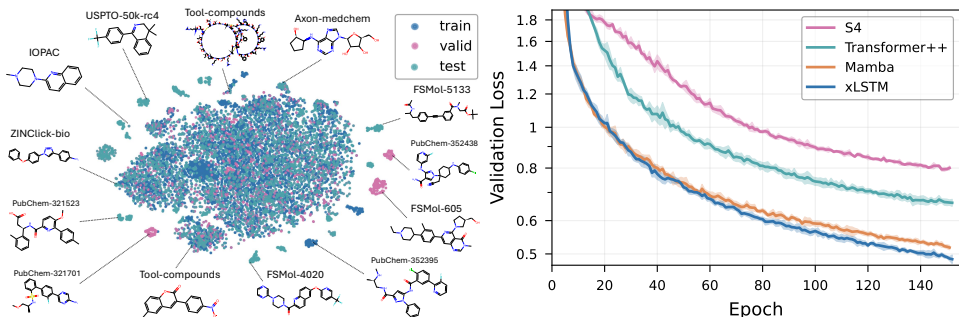 USPTO-50k-rc4
Tool-compounds
Axon-medchem
IOPAC
train
valid
test
FSMol-5133
ZINClick-bio
PubChem-352438
PubChem-321523
FSMol-605
PubChem-321701
Tool-compounds
FSMol-4020
PubChem-352395
Validation Loss
1.8
1.6
1.4
1.2
1
0.8
0.6
0.5
S4
Transformer++
Mamba
xLSTM
0 20 40 60 80 100 120 140
Epoch